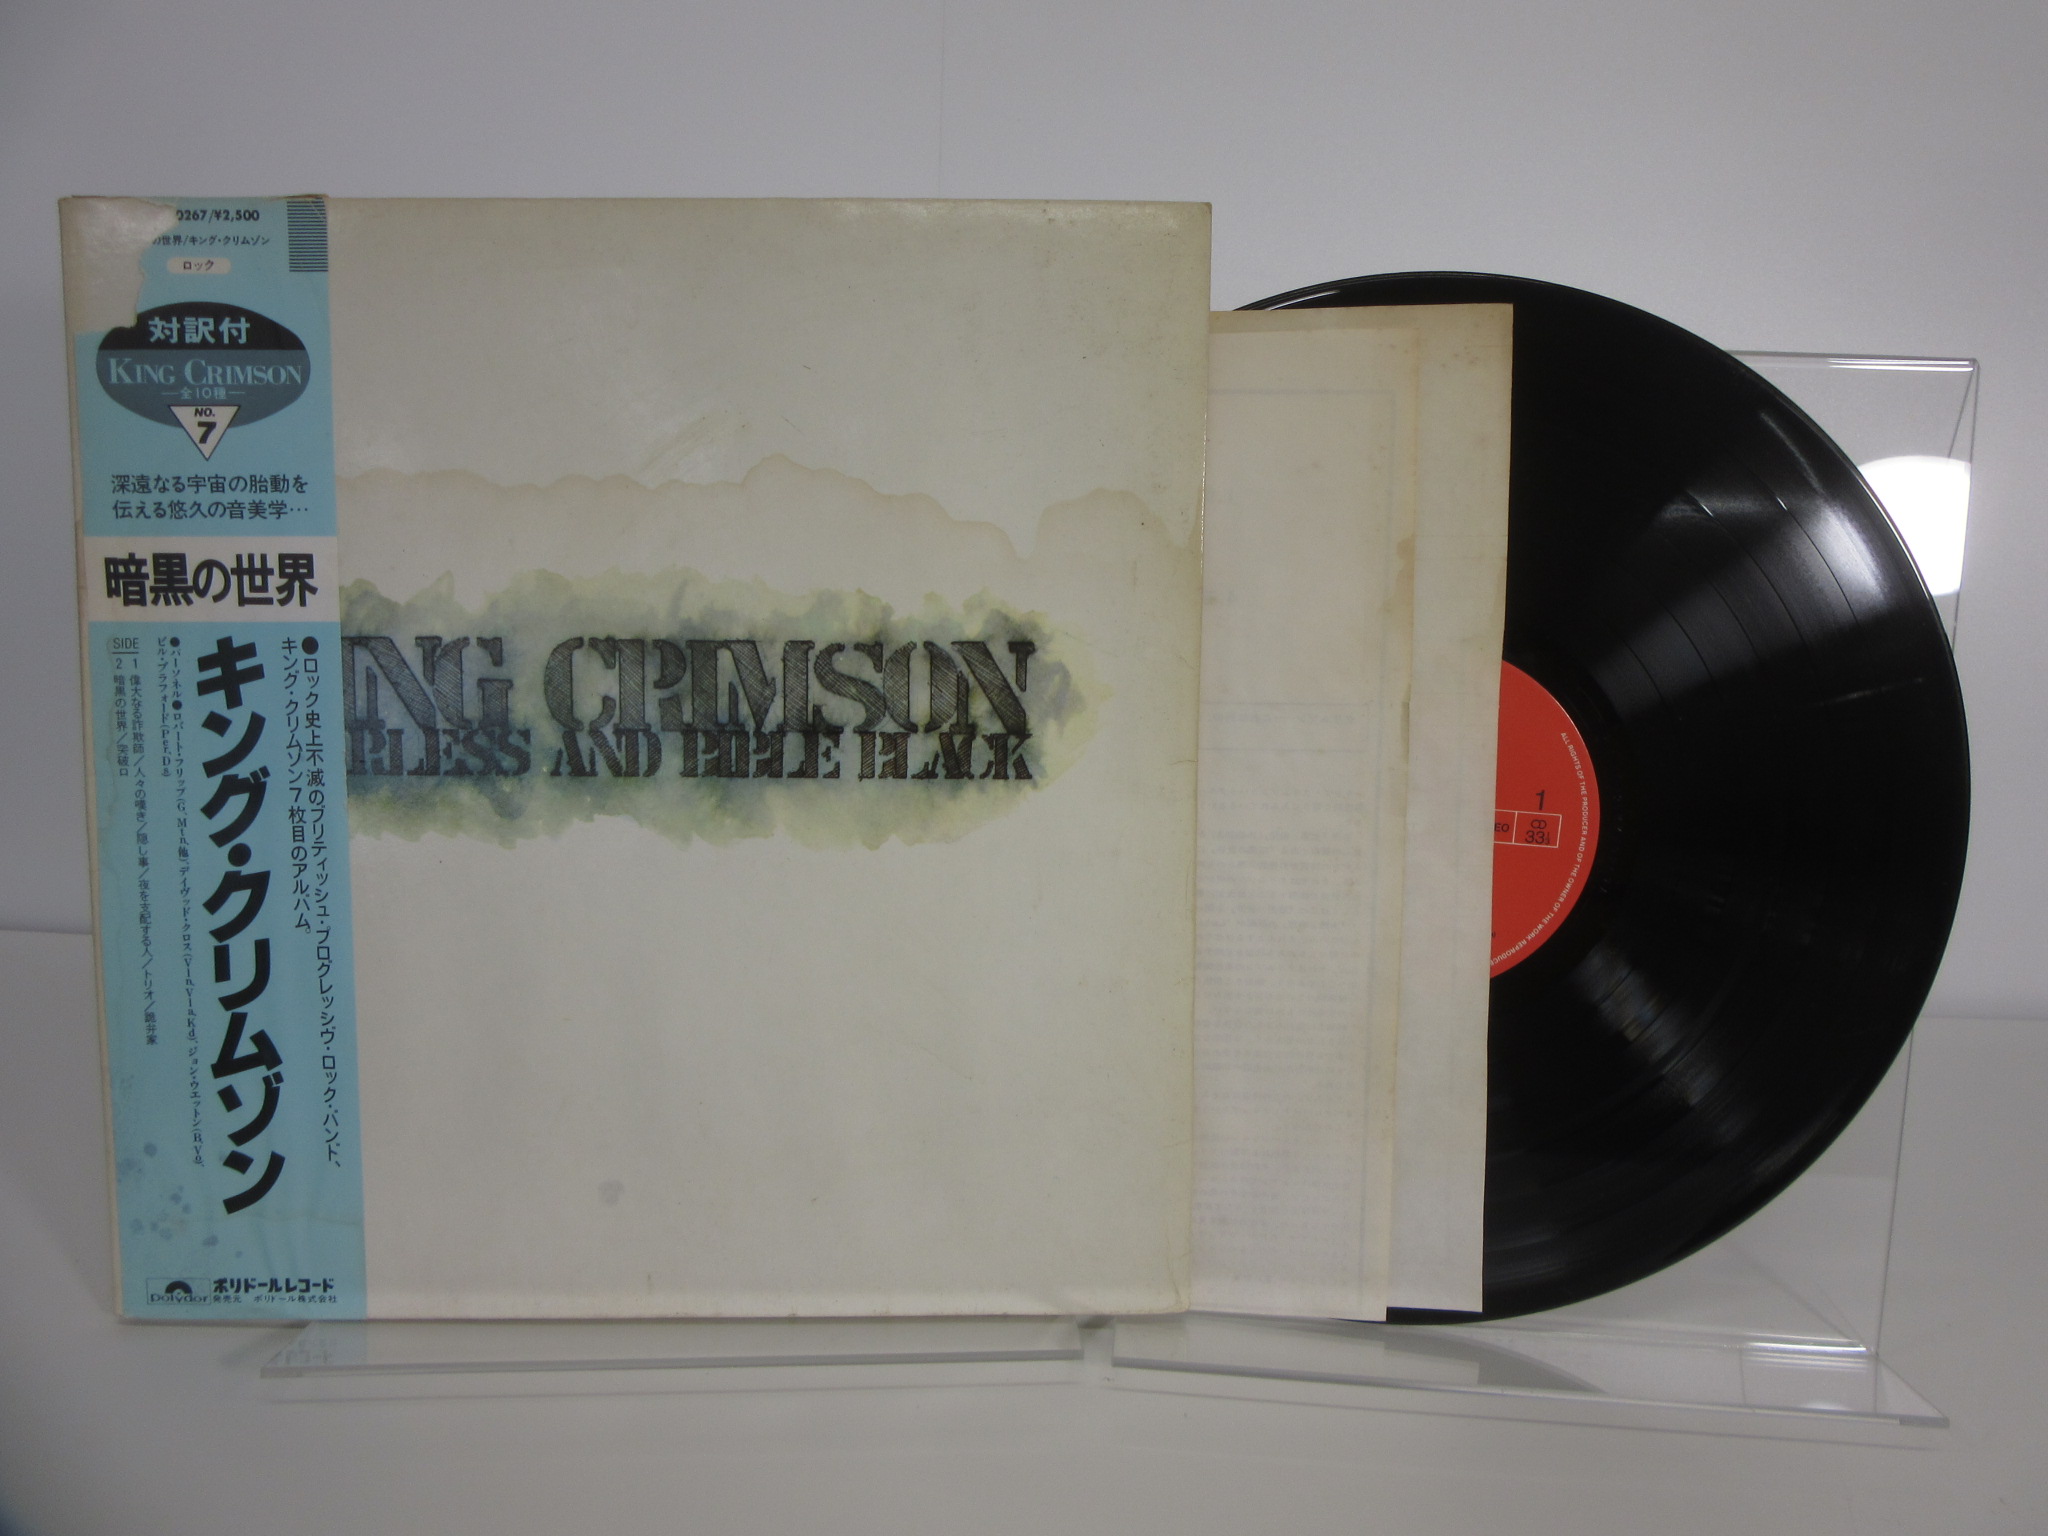 0267/¥2,500
の世界/キング・クリムゾン
ロック
対訳付
KING CRIMSON
—全10種—
NO.
7
深遠なる宇宙の胎動を
伝える悠久の音美学…
暗黒の世界
●ロック史上不滅のブリティッシュ・プログレッシヴ・ロック・バンド、
キング・クリムゾン7枚目のアルバム。
キング・クリムゾン
●パーソネル●ロバート・フリップ(G、Mtn、他)、デイヴッド・クロス(Vln、Vla、Kd)、ジョン・ウエットン(B、Vo)、
ビル・ブラフォード(Per、Ds)
SIDE
1 偉大なる詐欺師/人々の嘆き/隠し事/夜を支配する人/トリオ/詭弁家
2 暗黒の世界/突破口
polydor
ポリドールレコード
発売元 ポリドール株式会社
ING CRIMSON
RLESS AND BIBLE BLACK
1
EO
33⅓
ALL RIGHTS OF THE PRODUCER AND OF THE OWNER OF THE WORK REPRODUCE